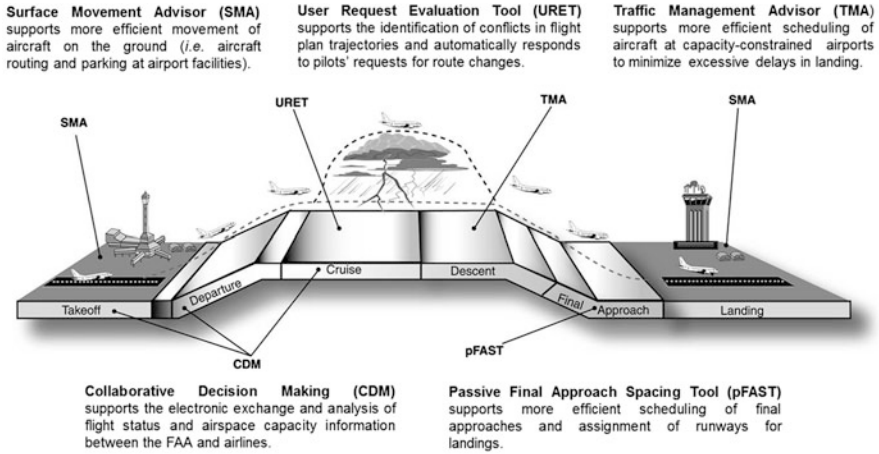 Surface Movement Advisor (SMA)
supports more efficient movement of
aircraft on the ground (i.e. aircraft
routing and parking at airport facilities).
User Request Evaluation Tool (URET)
supports the identification of conflicts in flight
plan trajectories and automatically responds
to pilots' requests for route changes.
Traffic Management Advisor (TMA)
supports more efficient scheduling of
aircraft at capacity-constrained airports
to minimize excessive delays in landing.
SMA
URET
TMA
SMA
Takeoff
Departure
Cruise
Descent
Final
Approach
Landing
CDM
pFAST
Collaborative Decision Making (CDM)
supports the electronic exchange and analysis of
flight status and airspace capacity information
between the FAA and airlines.
Passive Final Approach Spacing Tool (pFAST)
supports more efficient scheduling of final
approaches and assignment of runways for
landings.